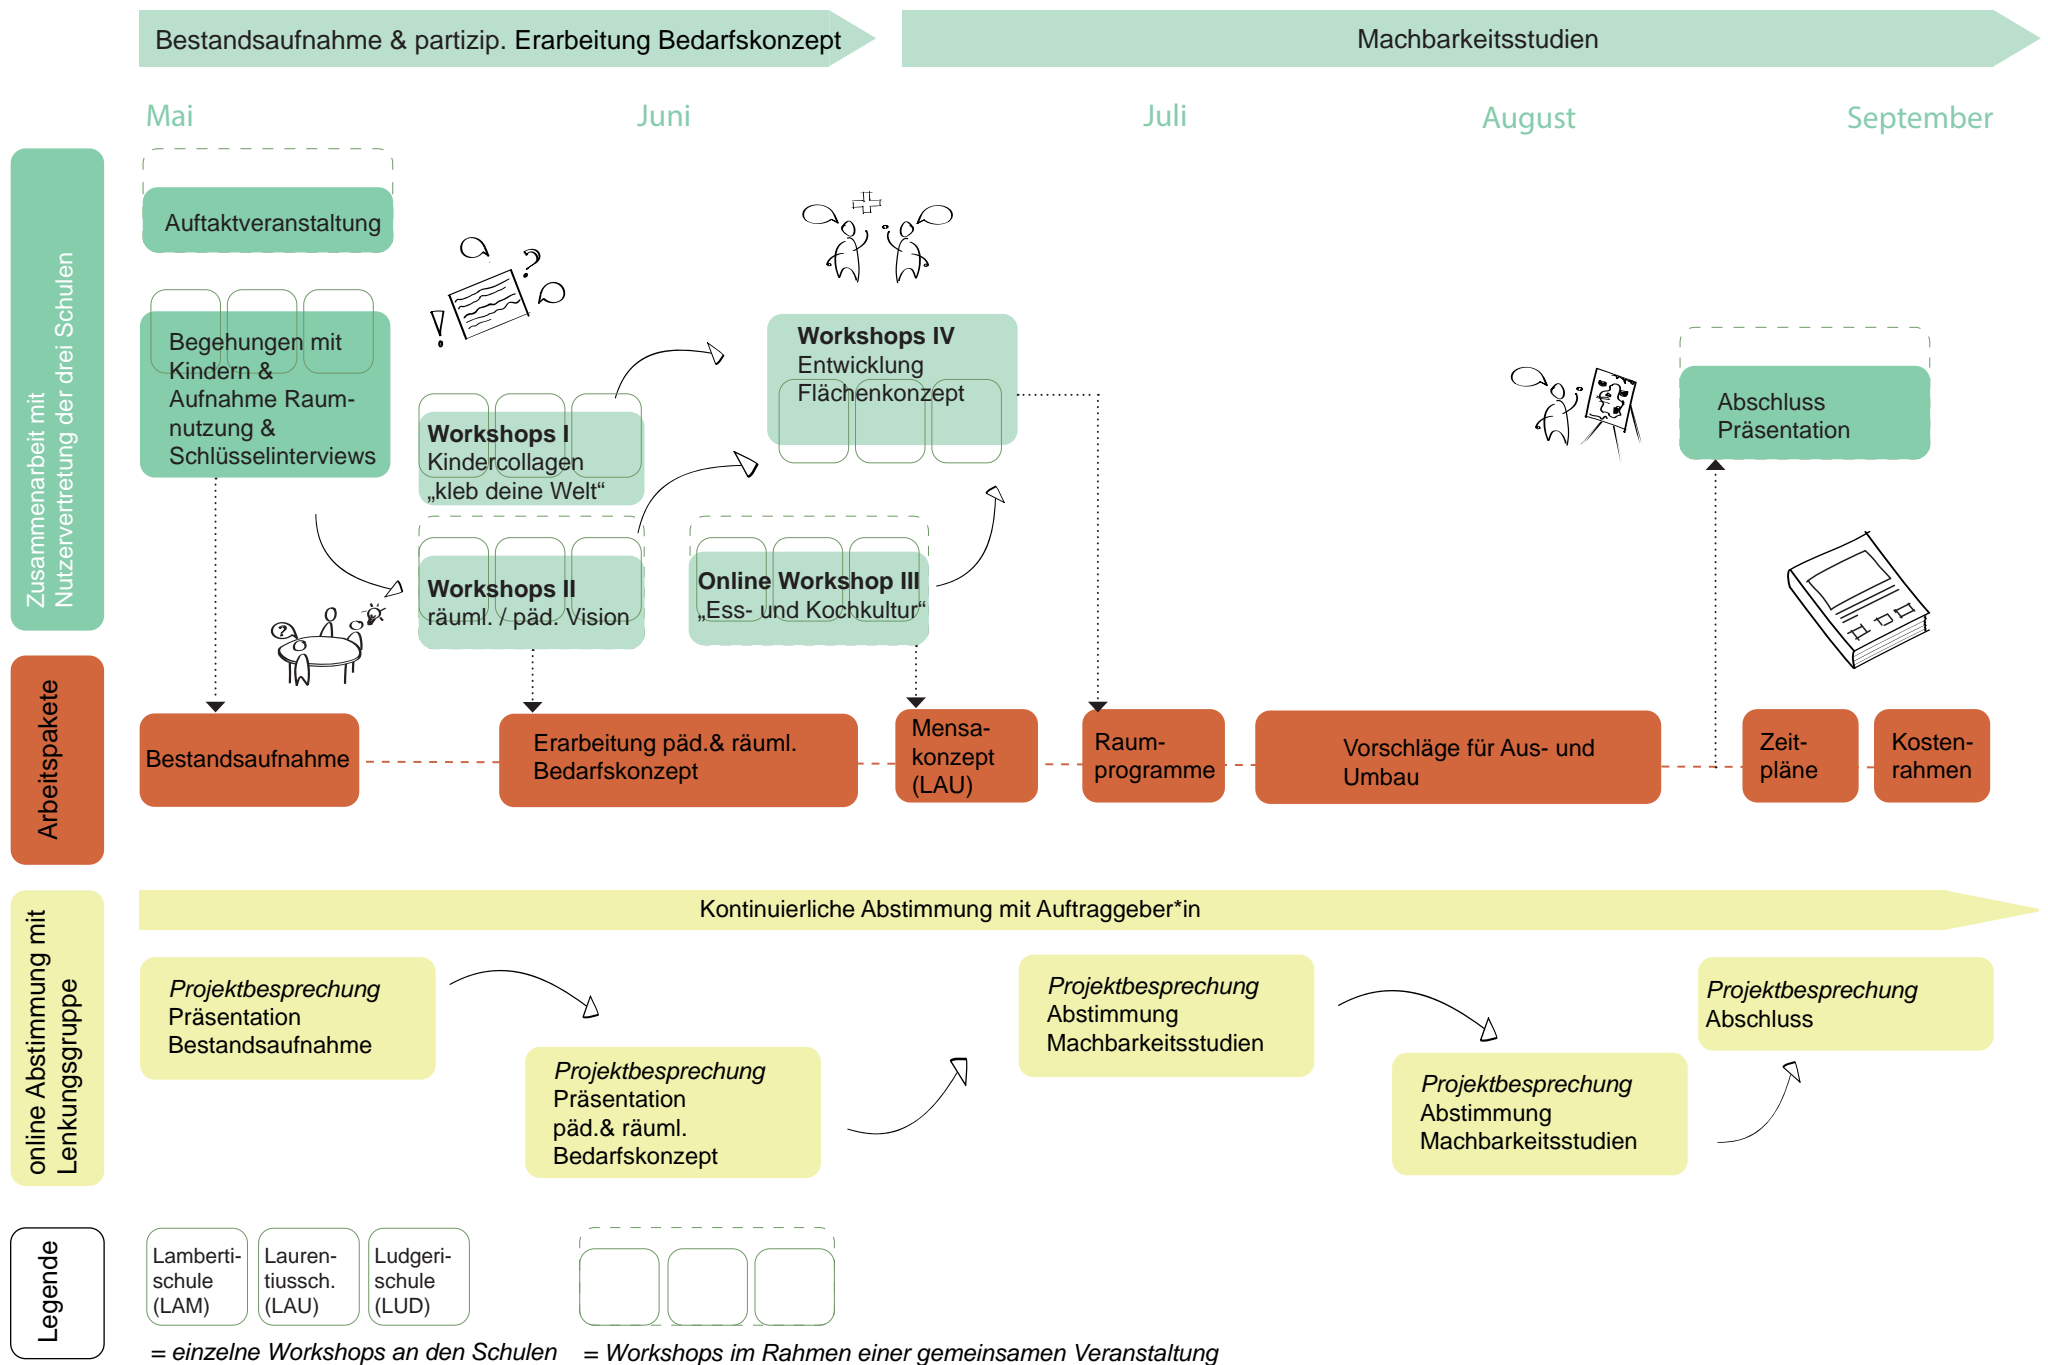 Bestandsaufnahme & partizip. Erarbeitung Bedarfskonzept
Machbarkeitsstudien
Mai
Juni
Juli
August
September
Zusammenarbeit mit
Nutzervertretung der drei Schulen
Auftaktveranstaltung
Begehungen mit
Kindern &
Aufnahme Raum-
nutzung &
Schlüsselinterviews
Workshops I
Kindercollagen
„kleb deine Welt“
Workshops II
räuml. / päd. Vision
Online Workshop III
„Ess- und Kochkultur“
Workshops IV
Entwicklung
Flächenkonzept
Abschluss
Präsentation
Arbeitspakete
Bestandsaufnahme
Erarbeitung päd.& räuml.
Bedarfskonzept
Mensa-
konzept
(LAU)
Raum-
programme
Vorschläge für Aus- und
Umbau
Zeit-
pläne
Kosten-
rahmen
online Abstimmung mit
Lenkungsgruppe
Kontinuierliche Abstimmung mit Auftraggeber*in
Projektbesprechung
Präsentation
Bestandsaufnahme
Projektbesprechung
Präsentation
päd.& räuml.
Bedarfskonzept
Projektbesprechung
Abstimmung
Machbarkeitsstudien
Projektbesprechung
Abstimmung
Machbarkeitsstudien
Projektbesprechung
Abschluss
Legende
Lamberti-
schule
(LAM)
Lauren-
tiussch.
(LAU)
Ludgeri-
schule
(LUD)
= einzelne Workshops an den Schulen
= Workshops im Rahmen einer gemeinsamen Veranstaltung